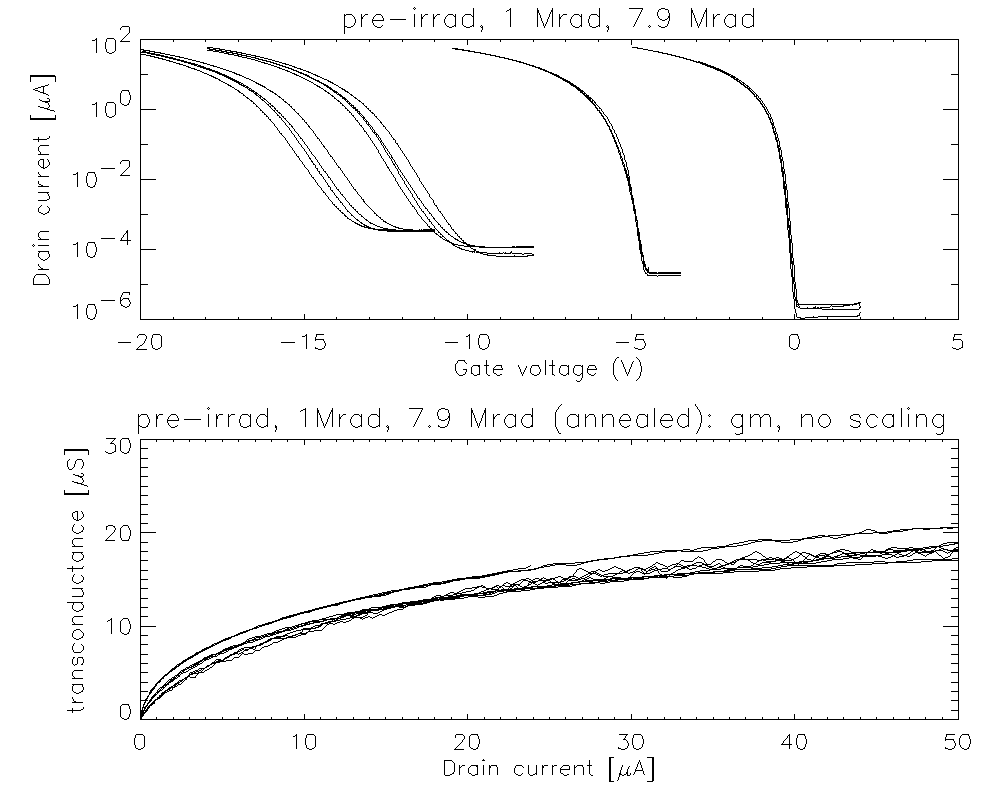 pre-irrad, 1 Mrad, 7.9 Mrad
Drain current [μA]
10^2
10^0
10^-2
10^-4
10^-6
-20 -15 -10 -5 0 5
Gate voltage (V)
pre-irrad, 1Mrad, 7.9 Mrad (annealed): gm, no scaling
transconductance [μS]
30
20
10
0
0 10 20 30 40 50
Drain current [μA]